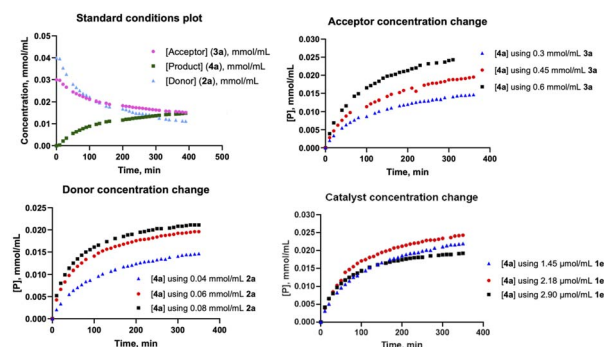 Standard conditions plot
Concentration, mmol/mL
0.05
0.04
0.03
0.02
0.01
0.00
[Acceptor] (3a), mmol/mL
[Product] (4a), mmol/mL
[Donor] (2a), mmol/mL
0 100 200 300 400 500
Time, min
Acceptor concentration change
[P], mmol/mL
0.030
0.025
0.020
0.015
0.010
0.005
0.000
[4a] using 0.3 mmol/mL 3a
[4a] using 0.45 mmol/mL 3a
[4a] using 0.6 mmol/mL 3a
0 100 200 300 400
Time, min
Donor concentration change
[P], mmol/mL
0.025
0.020
0.015
0.010
0.005
0.000
[4a] using 0.04 mmol/mL 2a
[4a] using 0.06 mmol/mL 2a
[4a] using 0.08 mmol/mL 2a
0 100 200 300 400
Time, min
Catalyst concentration change
[P], mmol/mL
0.030
0.025
0.020
0.015
0.010
0.005
0.000
[4a] using 1.45 µmol/mL 1e
[4a] using 2.18 µmol/mL 1e
[4a] using 2.90 µmol/mL 1e
0 100 200 300 400
Time, min